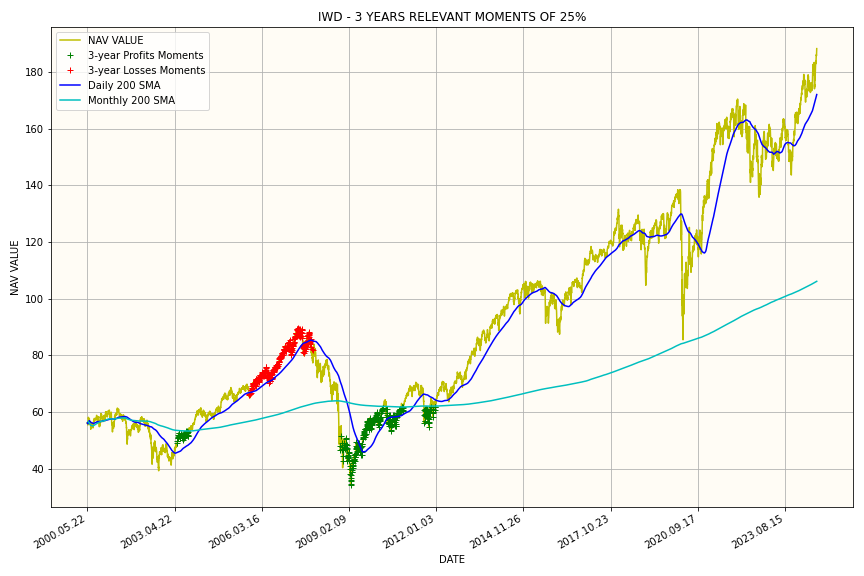 IWD - 3 YEARS RELEVANT MOMENTS OF 25%
NAV VALUE
3-year Profits Moments
3-year Losses Moments
Daily 200 SMA
Monthly 200 SMA
180
160
140
120
100
80
60
40
NAV VALUE
2000.05.22
2003.04.22
2006.03.16
2009.02.09
2012.01.03
2014.11.26
2017.10.23
2020.09.17
2023.08.15
DATE